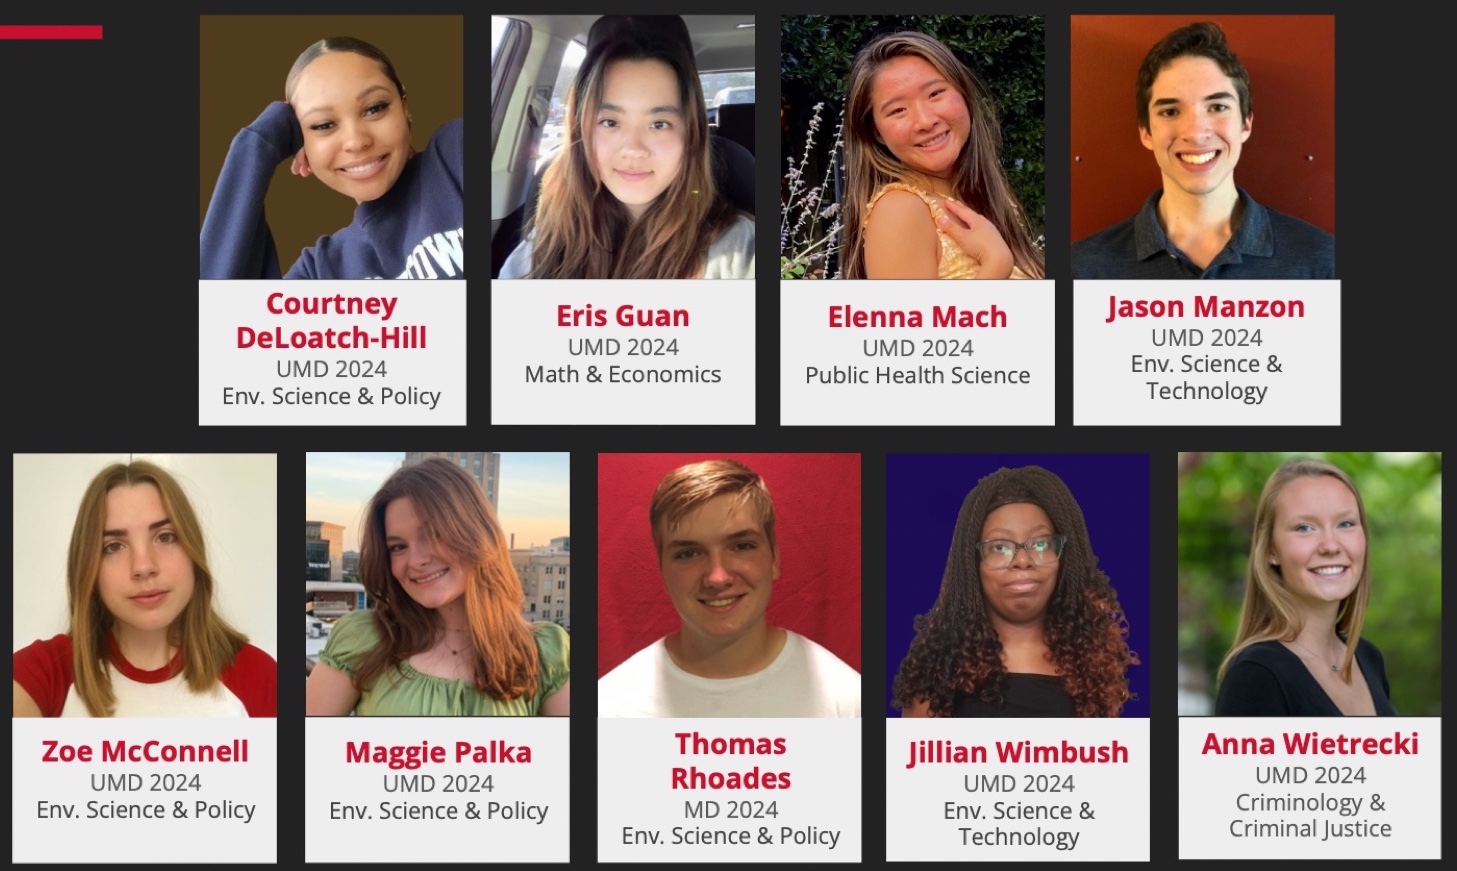 Courtney
DeLoatch-Hill
UMD 2024
Env. Science & Policy
Eris Guan
UMD 2024
Math & Economics
Elenna Mach
UMD 2024
Public Health Science
Jason Manzon
UMD 2024
Env. Science &
Technology
Zoe McConnell
UMD 2024
Env. Science & Policy
Maggie Palka
UMD 2024
Env. Science & Policy
Thomas
Rhoades
MD 2024
Env. Science & Policy
Jillian Wimbush
UMD 2024
Env. Science &
Technology
Anna Wietrecki
UMD 2024
Criminology &
Criminal Justice